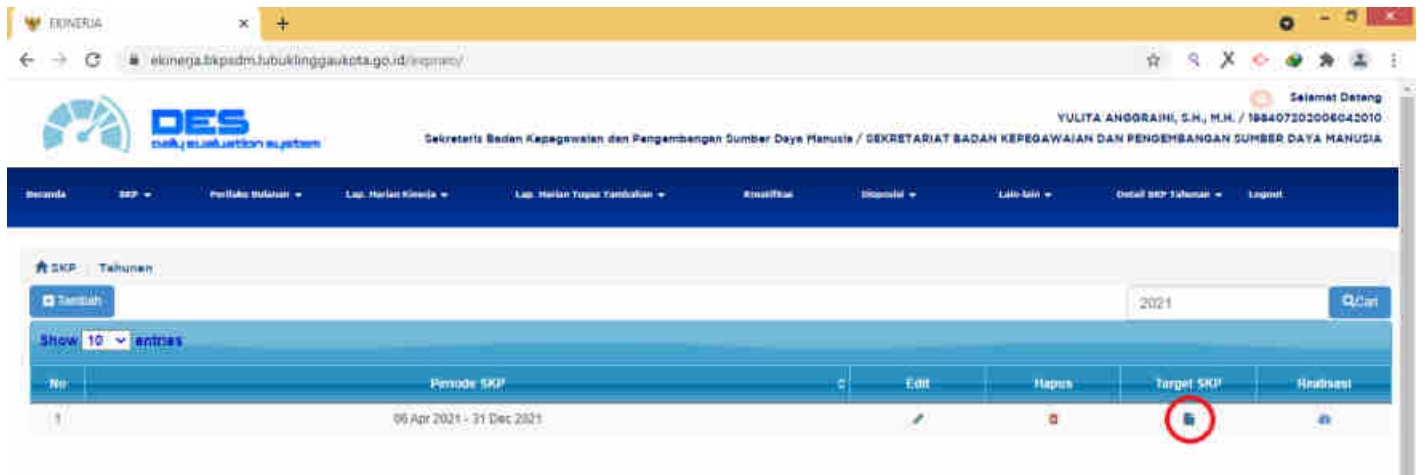 EKINERJA
ekinerja.bkpsdm.lubuklinggaukota.go.id
DES
daily evaluation system
Selamat Datang
YULITA ANGGRAINI, S.H., M.H. / 198407202006042010
Sekretaris Badan Kepegawaian dan Pengembangan Sumber Daya Manusia / SEKRETARIAT BADAN KEPEGAWAIAN DAN PENGEMBANGAN SUMBER DAYA MANUSIA
Beranda SKP Perilaku Bulanan Lap. Harian Kinerja Lap. Harian Tugas Tambahan Kreatifitas Disposisi Lain-lain Detail SKP Tahunan Logout
SKP Tahunan
Tambah 2021 Cari
Show 10 entries
No Periode SKP Edit Hapus Target SKP Realisasi
1 06 Apr 2021 - 31 Dec 2021